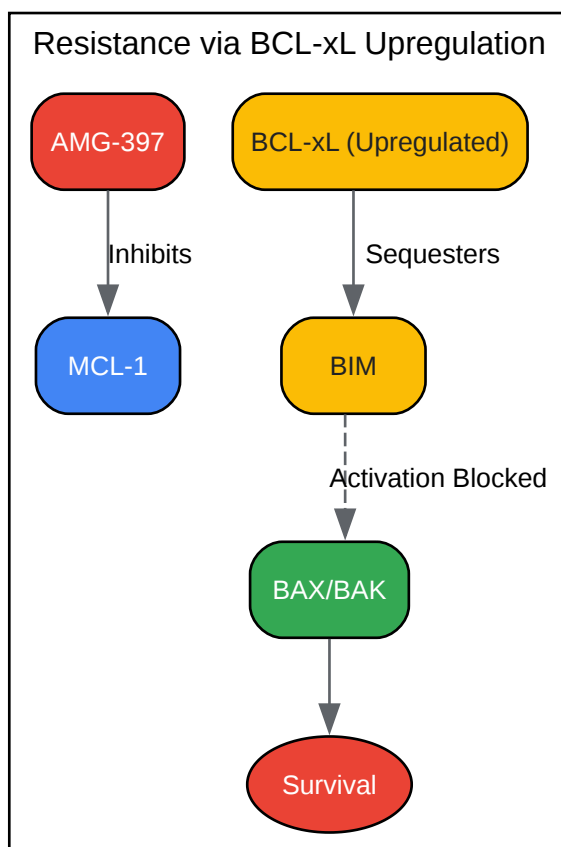 Resistance via BCL-xL Upregulation
AMG-397
BCL-xL (Upregulated)
Inhibits
Sequesters
MCL-1
BIM
Activation Blocked
BAX/BAK
Survival